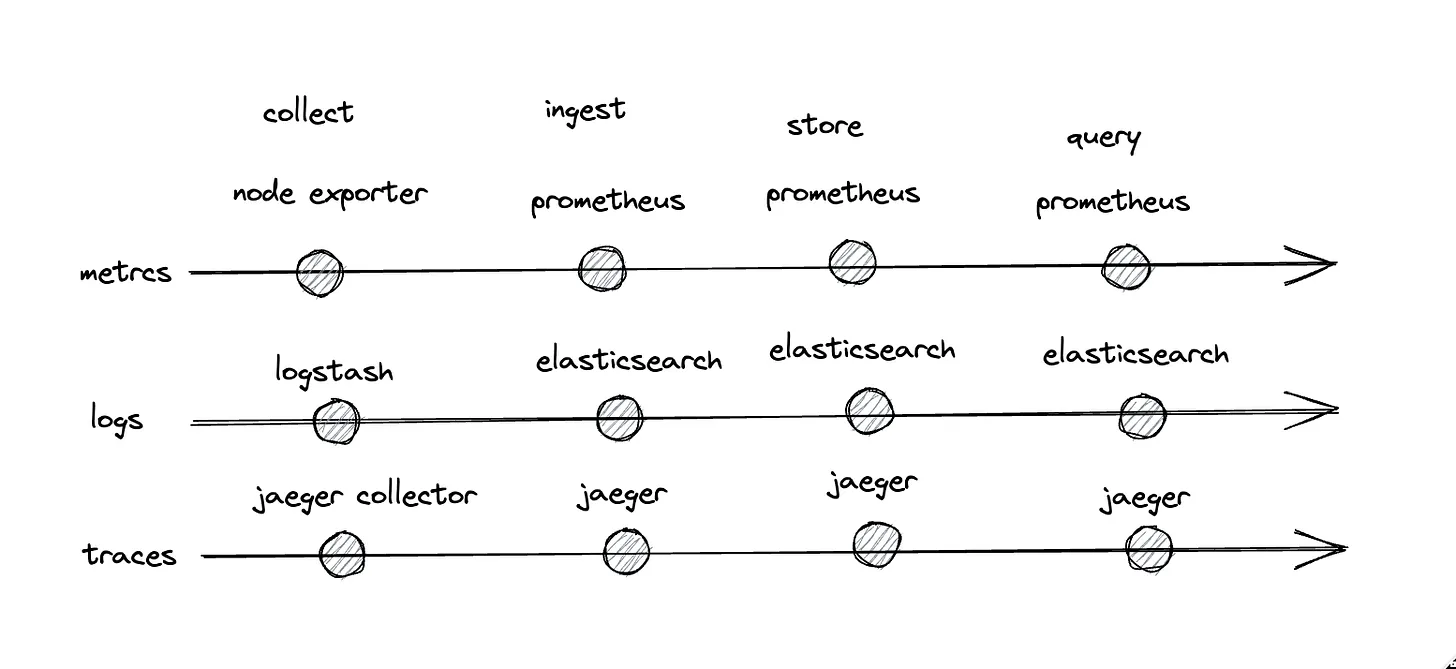 collect ingest store query
node exporter prometheus prometheus prometheus
metrcs
logstash elasticsearch elasticsearch elasticsearch
logs
jaeger collector jaeger jaeger jaeger
traces